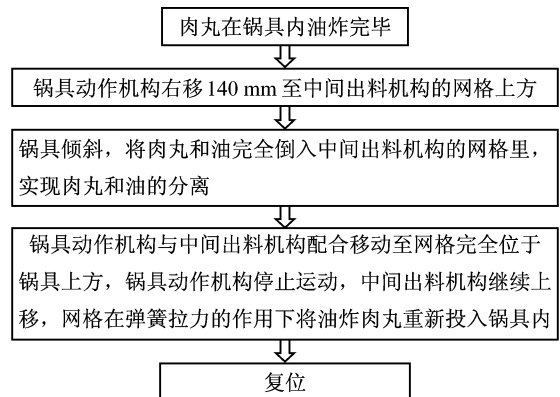 肉丸在锅具内油炸完毕
锅具动作机构右移140 mm至中间出料机构的网格上方
锅具倾斜，将肉丸和油完全倒入中间出料机构的网格里，
实现肉丸和油的分离
锅具动作机构与中间出料机构配合移动至网格完全位于
锅具上方，锅具动作机构停止运动，中间出料机构继续上
移，网格在弹簧拉力的作用下将油炸肉丸重新投入锅具内
复位